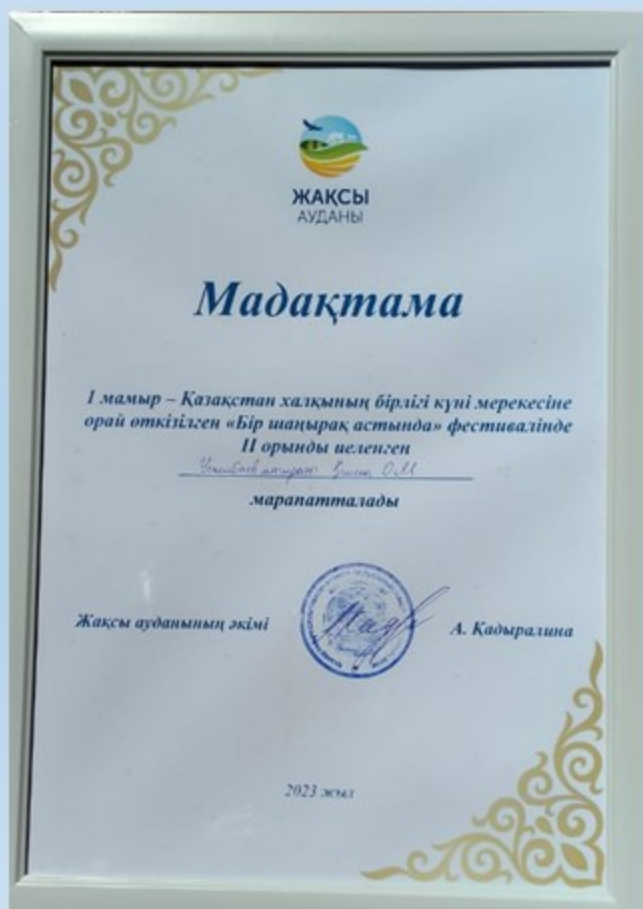 ЖАҚСЫ
АУДАНЫ
Мадақтама
1 мамыр – Қазақстан халқының бірлігі күні мерекесіне
орай өткізілген «Бір шаңырақ астында» фестивалінде
II орынды иеленген
марапатталады
Жақсы ауданының әкімі
А. Қадыралина
2023 жыл